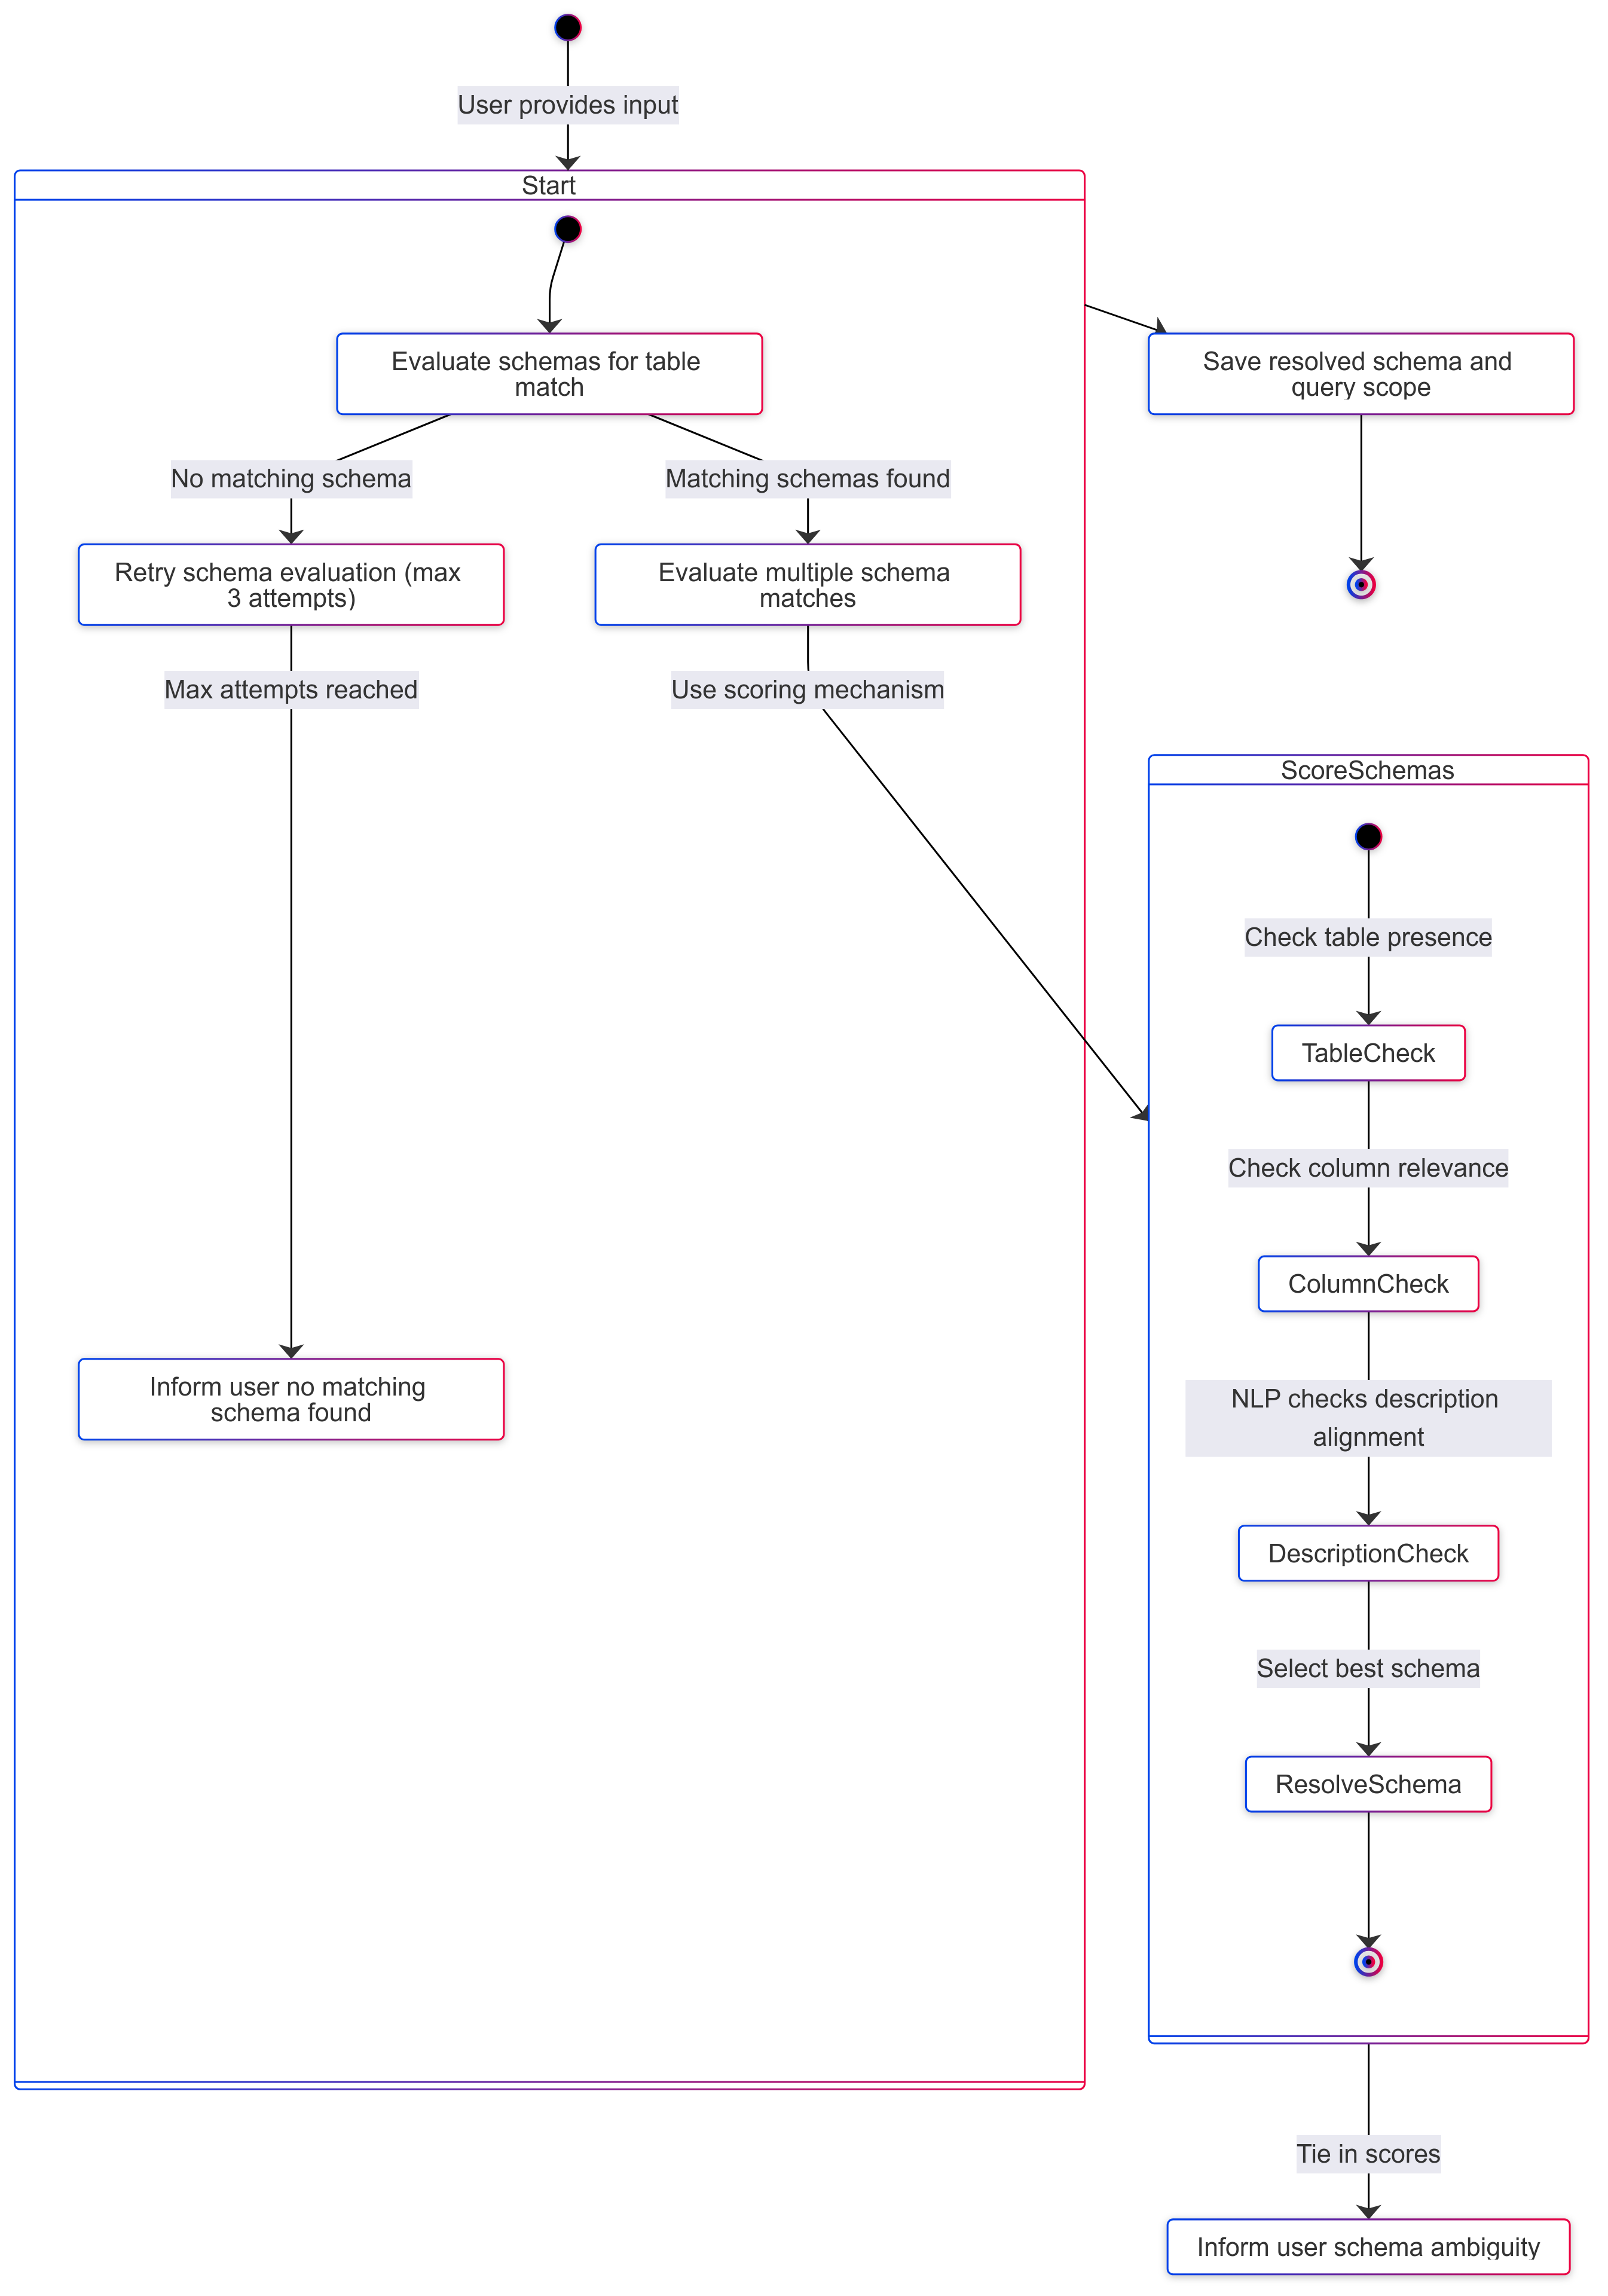 User provides input
Start
Evaluate schemas for table
match
Save resolved schema and
query scope
No matching schema
Matching schemas found
Retry schema evaluation (max
3 attempts)
Evaluate multiple schema
matches
Max attempts reached
Use scoring mechanism
ScoreSchemas
Check table presence
TableCheck
Check column relevance
ColumnCheck
Inform user no matching
schema found
NLP checks description
alignment
DescriptionCheck
Select best schema
ResolveSchema
Tie in scores
Inform user schema ambiguity